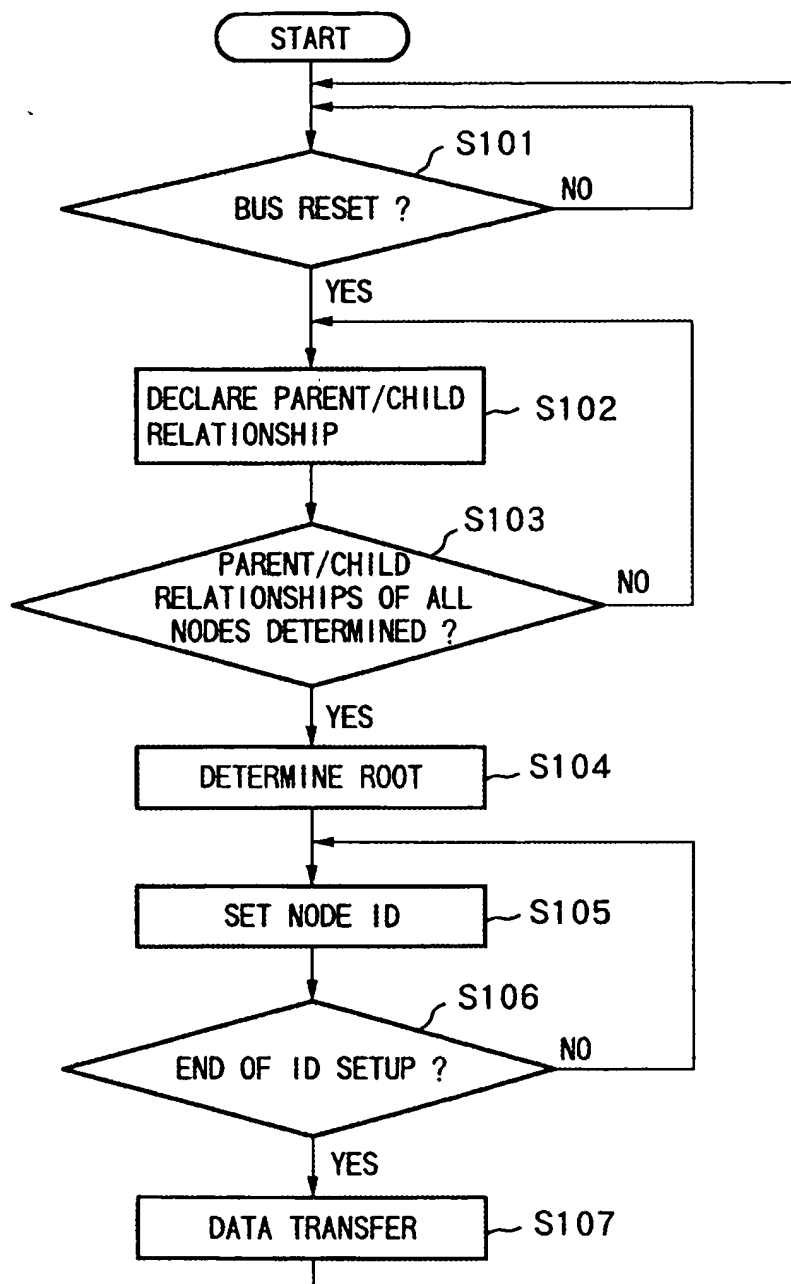 START
S101
BUS RESET ?
NO
YES
DECLARE PARENT/CHILD
RELATIONSHIP
S102
S103
PARENT/CHILD
RELATIONSHIPS OF ALL
NODES DETERMINED ?
NO
YES
DETERMINE ROOT
S104
SET NODE ID
S105
S106
END OF ID SETUP ?
NO
YES
DATA TRANSFER
S107